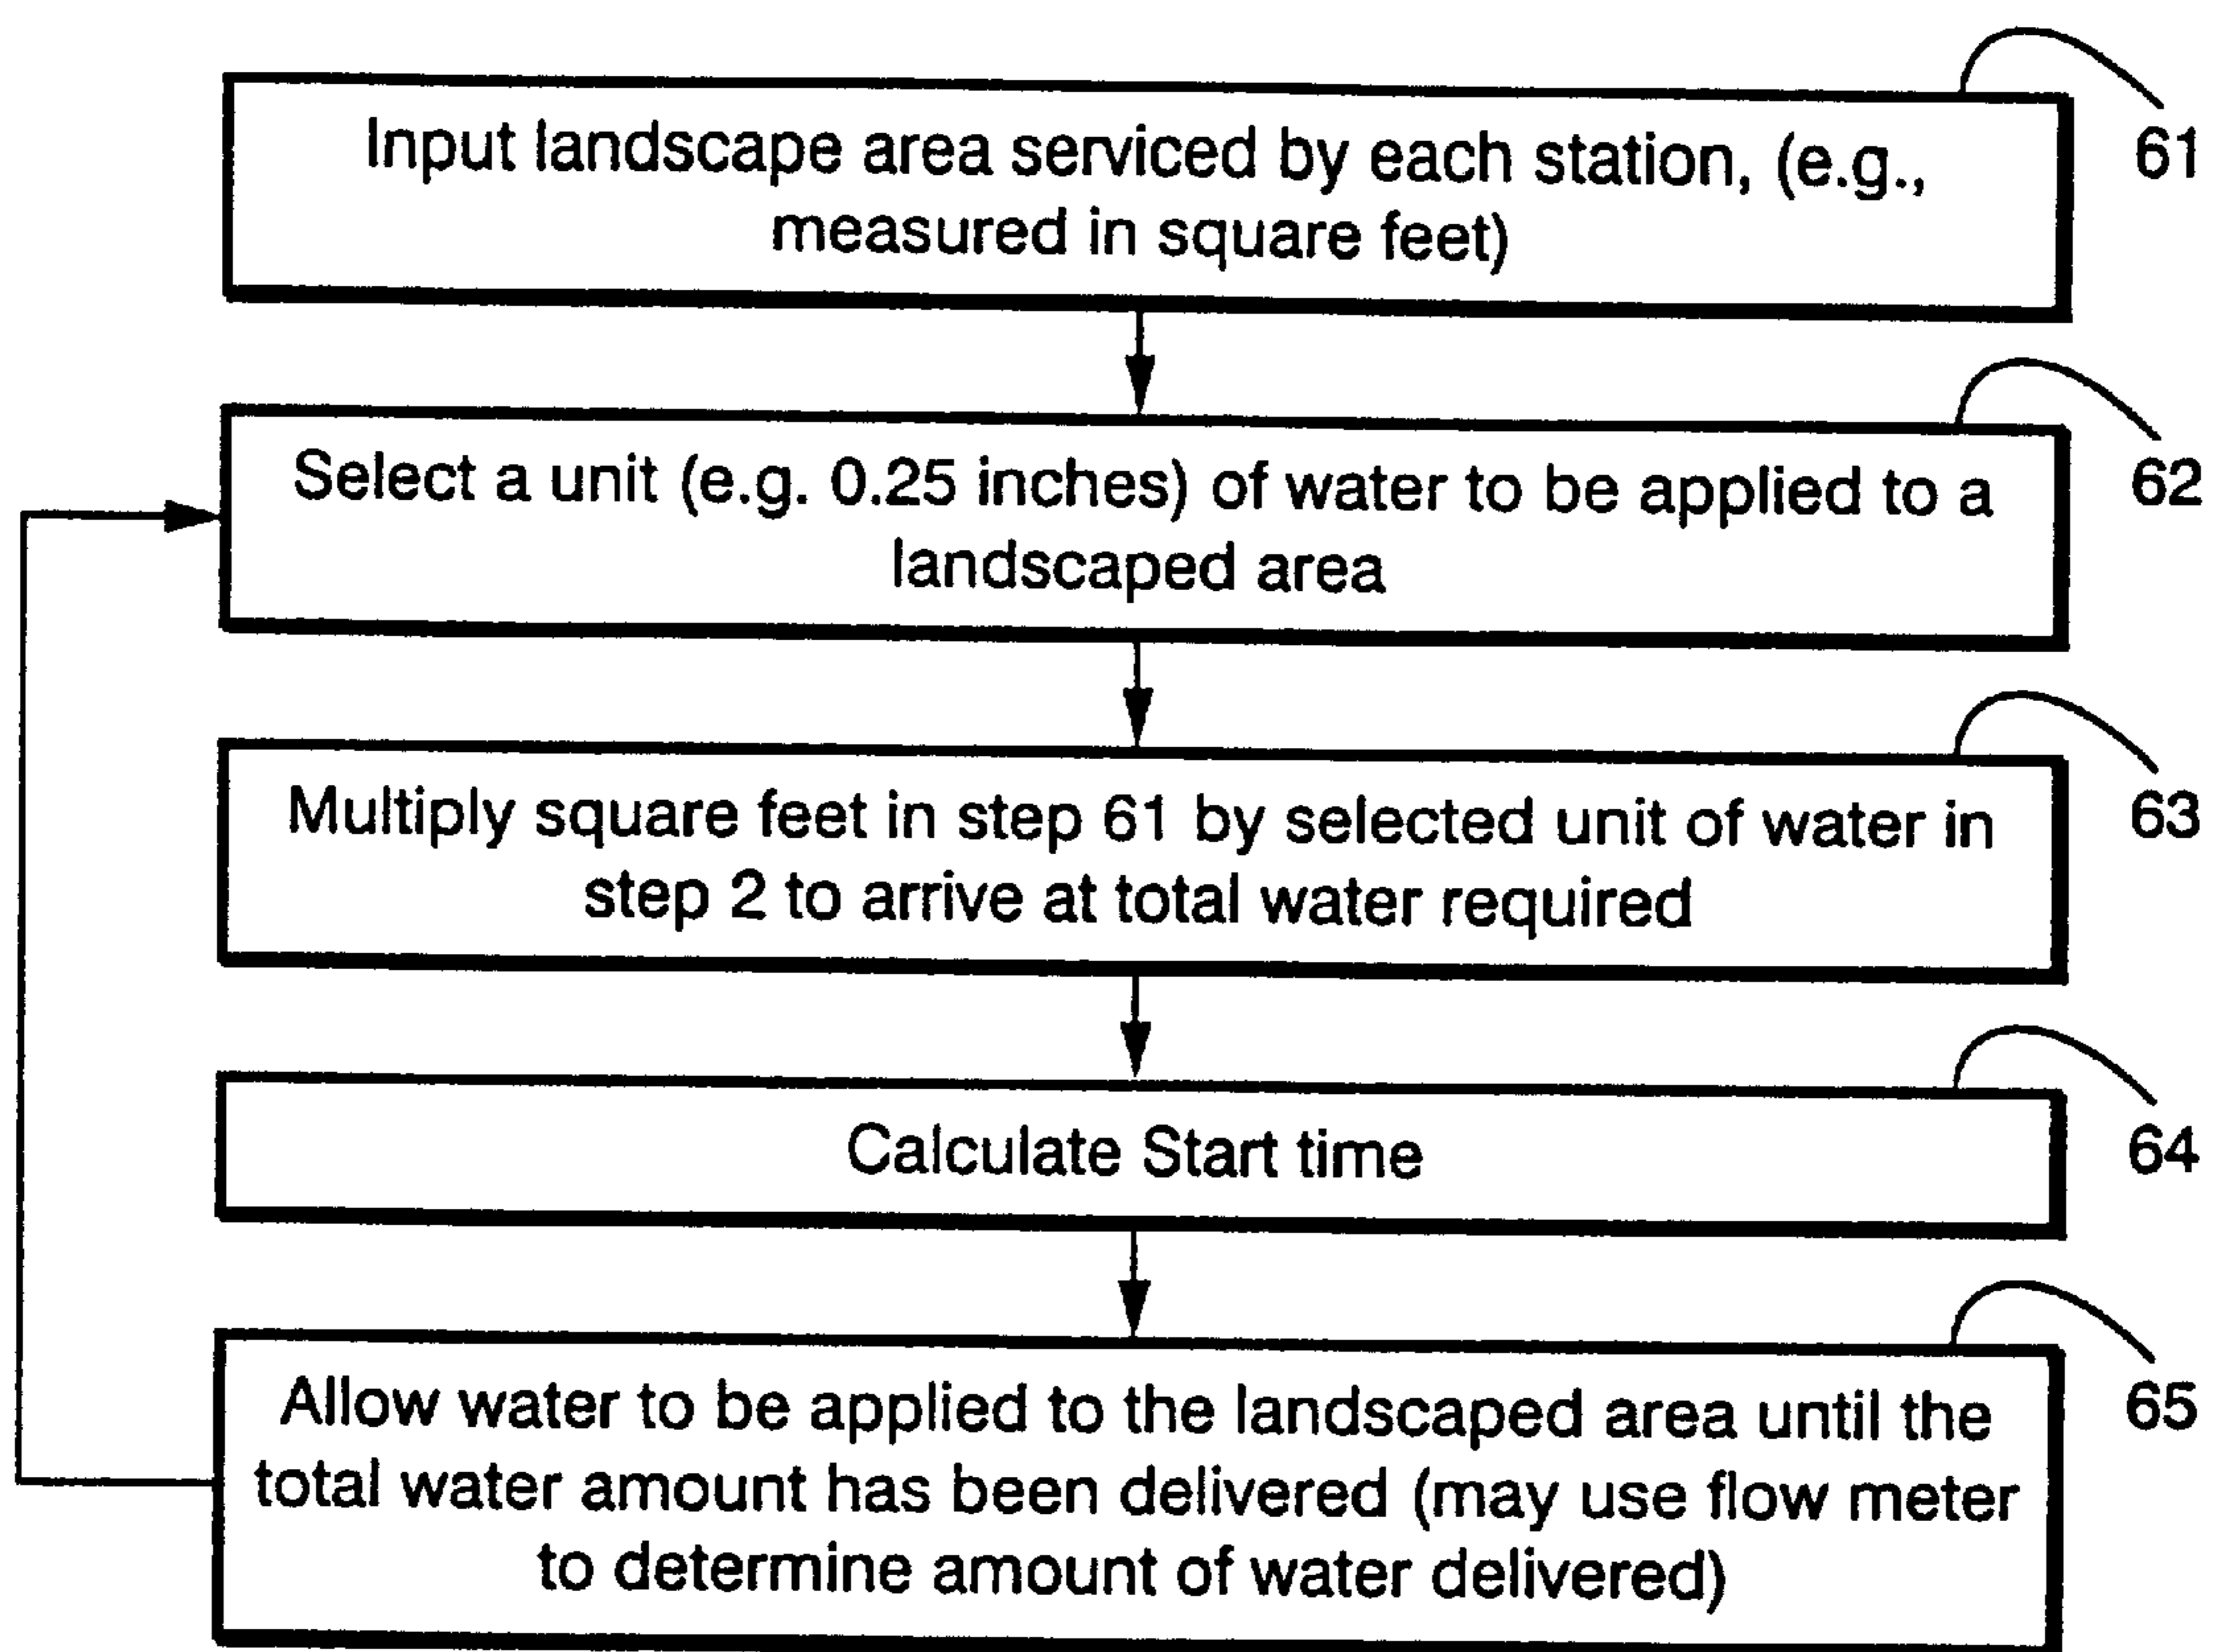 Input landscape area serviced by each station, (e.g.,
measured in square feet)
61
Select a unit (e.g. 0.25 inches) of water to be applied to a
landscaped area
62
Multiply square feet in step 61 by selected unit of water in
step 2 to arrive at total water required
63
Calculate Start time
64
Allow water to be applied to the landscaped area until the
total water amount has been delivered (may use flow meter
to determine amount of water delivered)
65